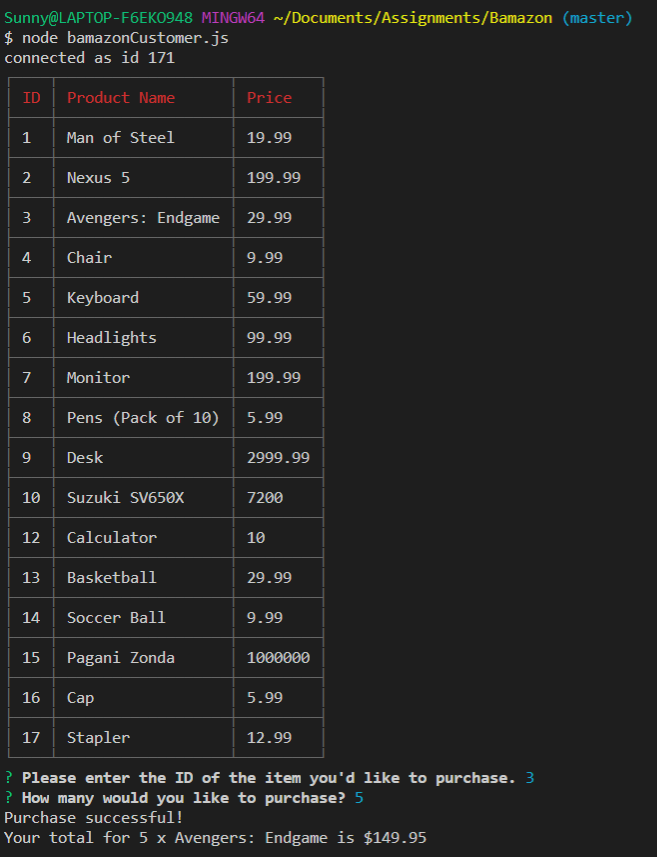 Sunny@LAPTOP-F6EKO948 MINGW64 ~/Documents/Assignments/Bamazon (master)
$ node bamazonCustomer.js
connected as id 171
ID Product Name Price
1 Man of Steel 19.99
2 Nexus 5 199.99
3 Avengers: Endgame 29.99
4 Chair 9.99
5 Keyboard 59.99
6 Headlights 99.99
7 Monitor 199.99
8 Pens (Pack of 10) 5.99
9 Desk 2999.99
10 Suzuki SV650X 7200
12 Calculator 10
13 Basketball 29.99
14 Soccer Ball 9.99
15 Pagani Zonda 1000000
16 Cap 5.99
17 Stapler 12.99
? Please enter the ID of the item you'd like to purchase. 3
? How many would you like to purchase? 5
Purchase successful!
Your total for 5 x Avengers: Endgame is $149.95